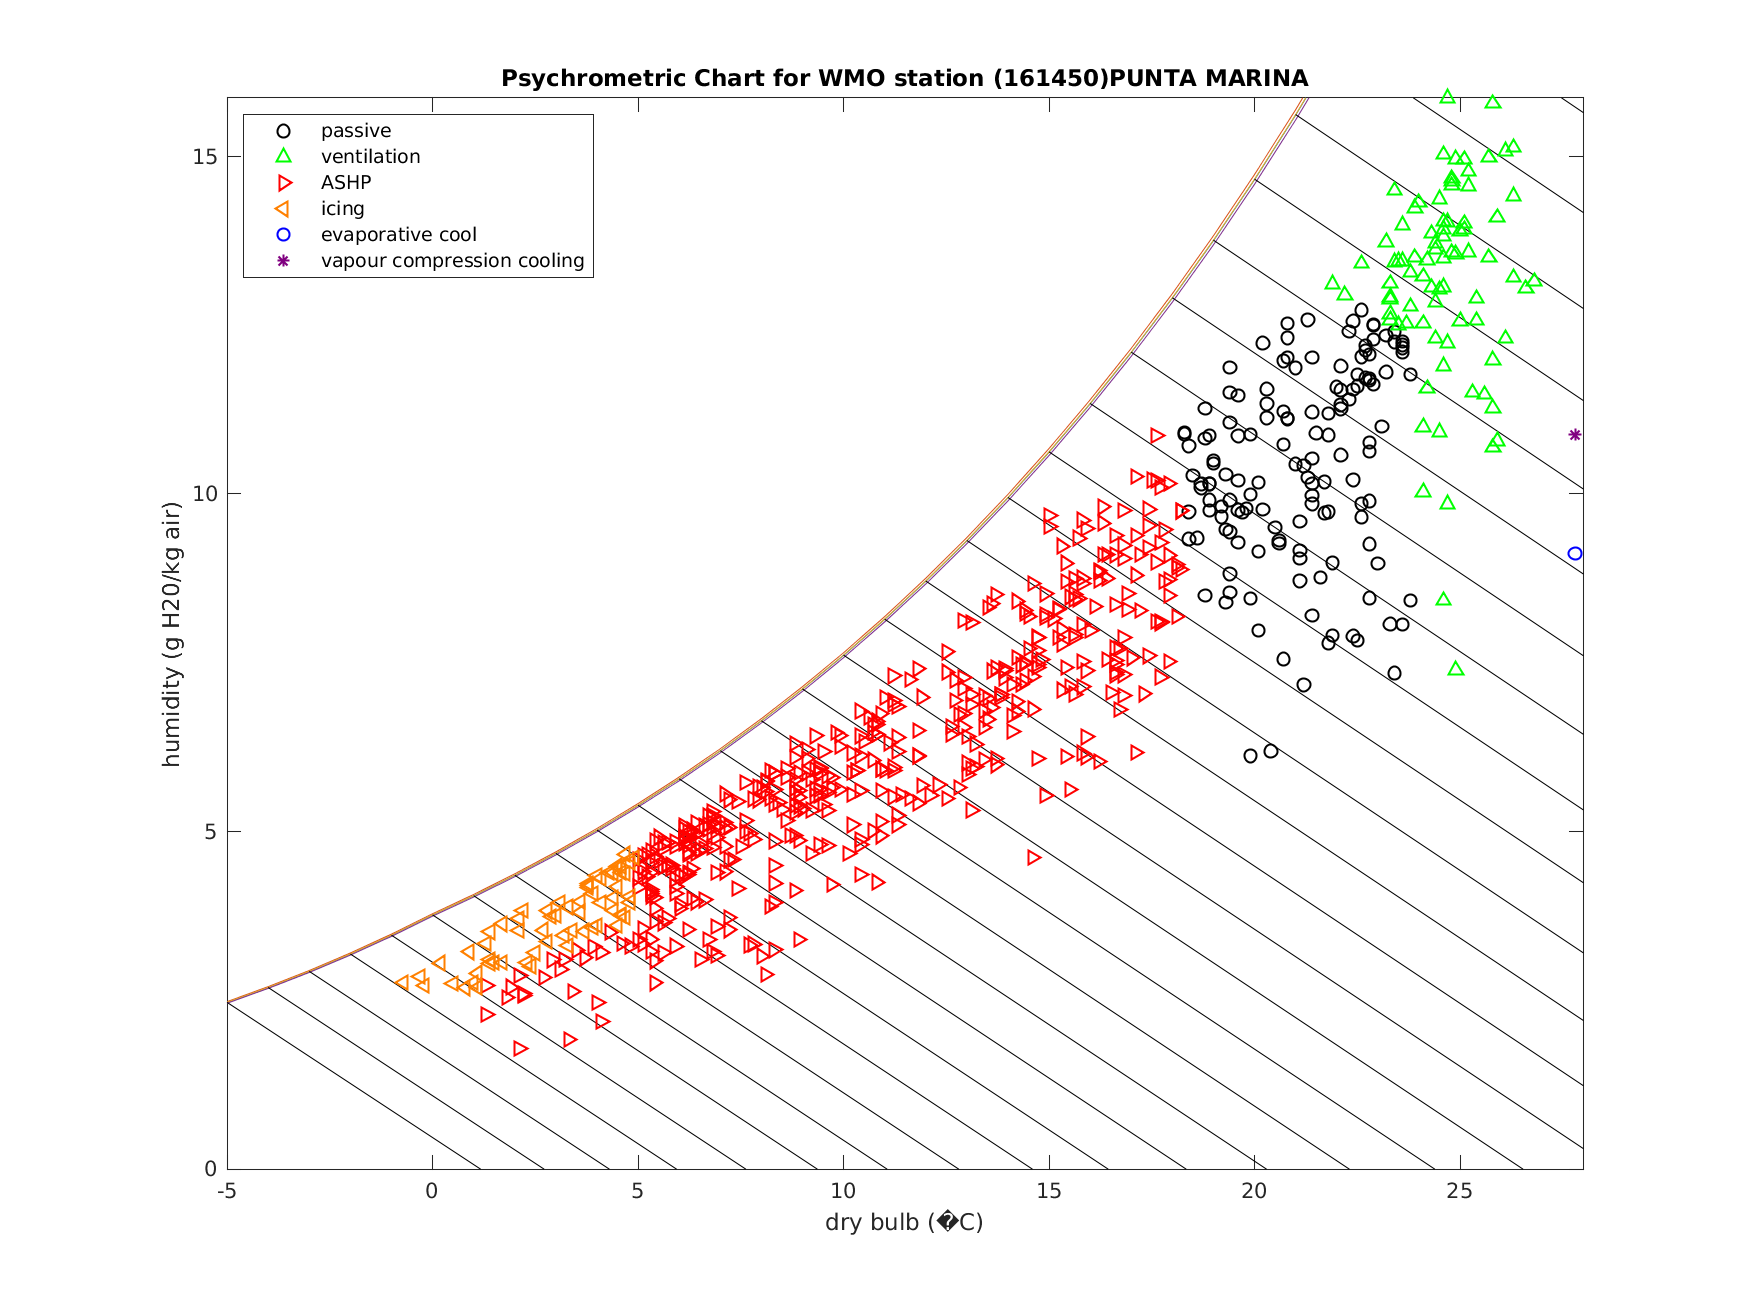 Psychrometric Chart for WMO station (161450)PUNTA MARINA
passive
ventilation
ASHP
icing
evaporative cool
vapour compression cooling
15
10
5
0
humidity (g H20/kg air)
-5 0 5 10 15 20 25
dry bulb (�C)